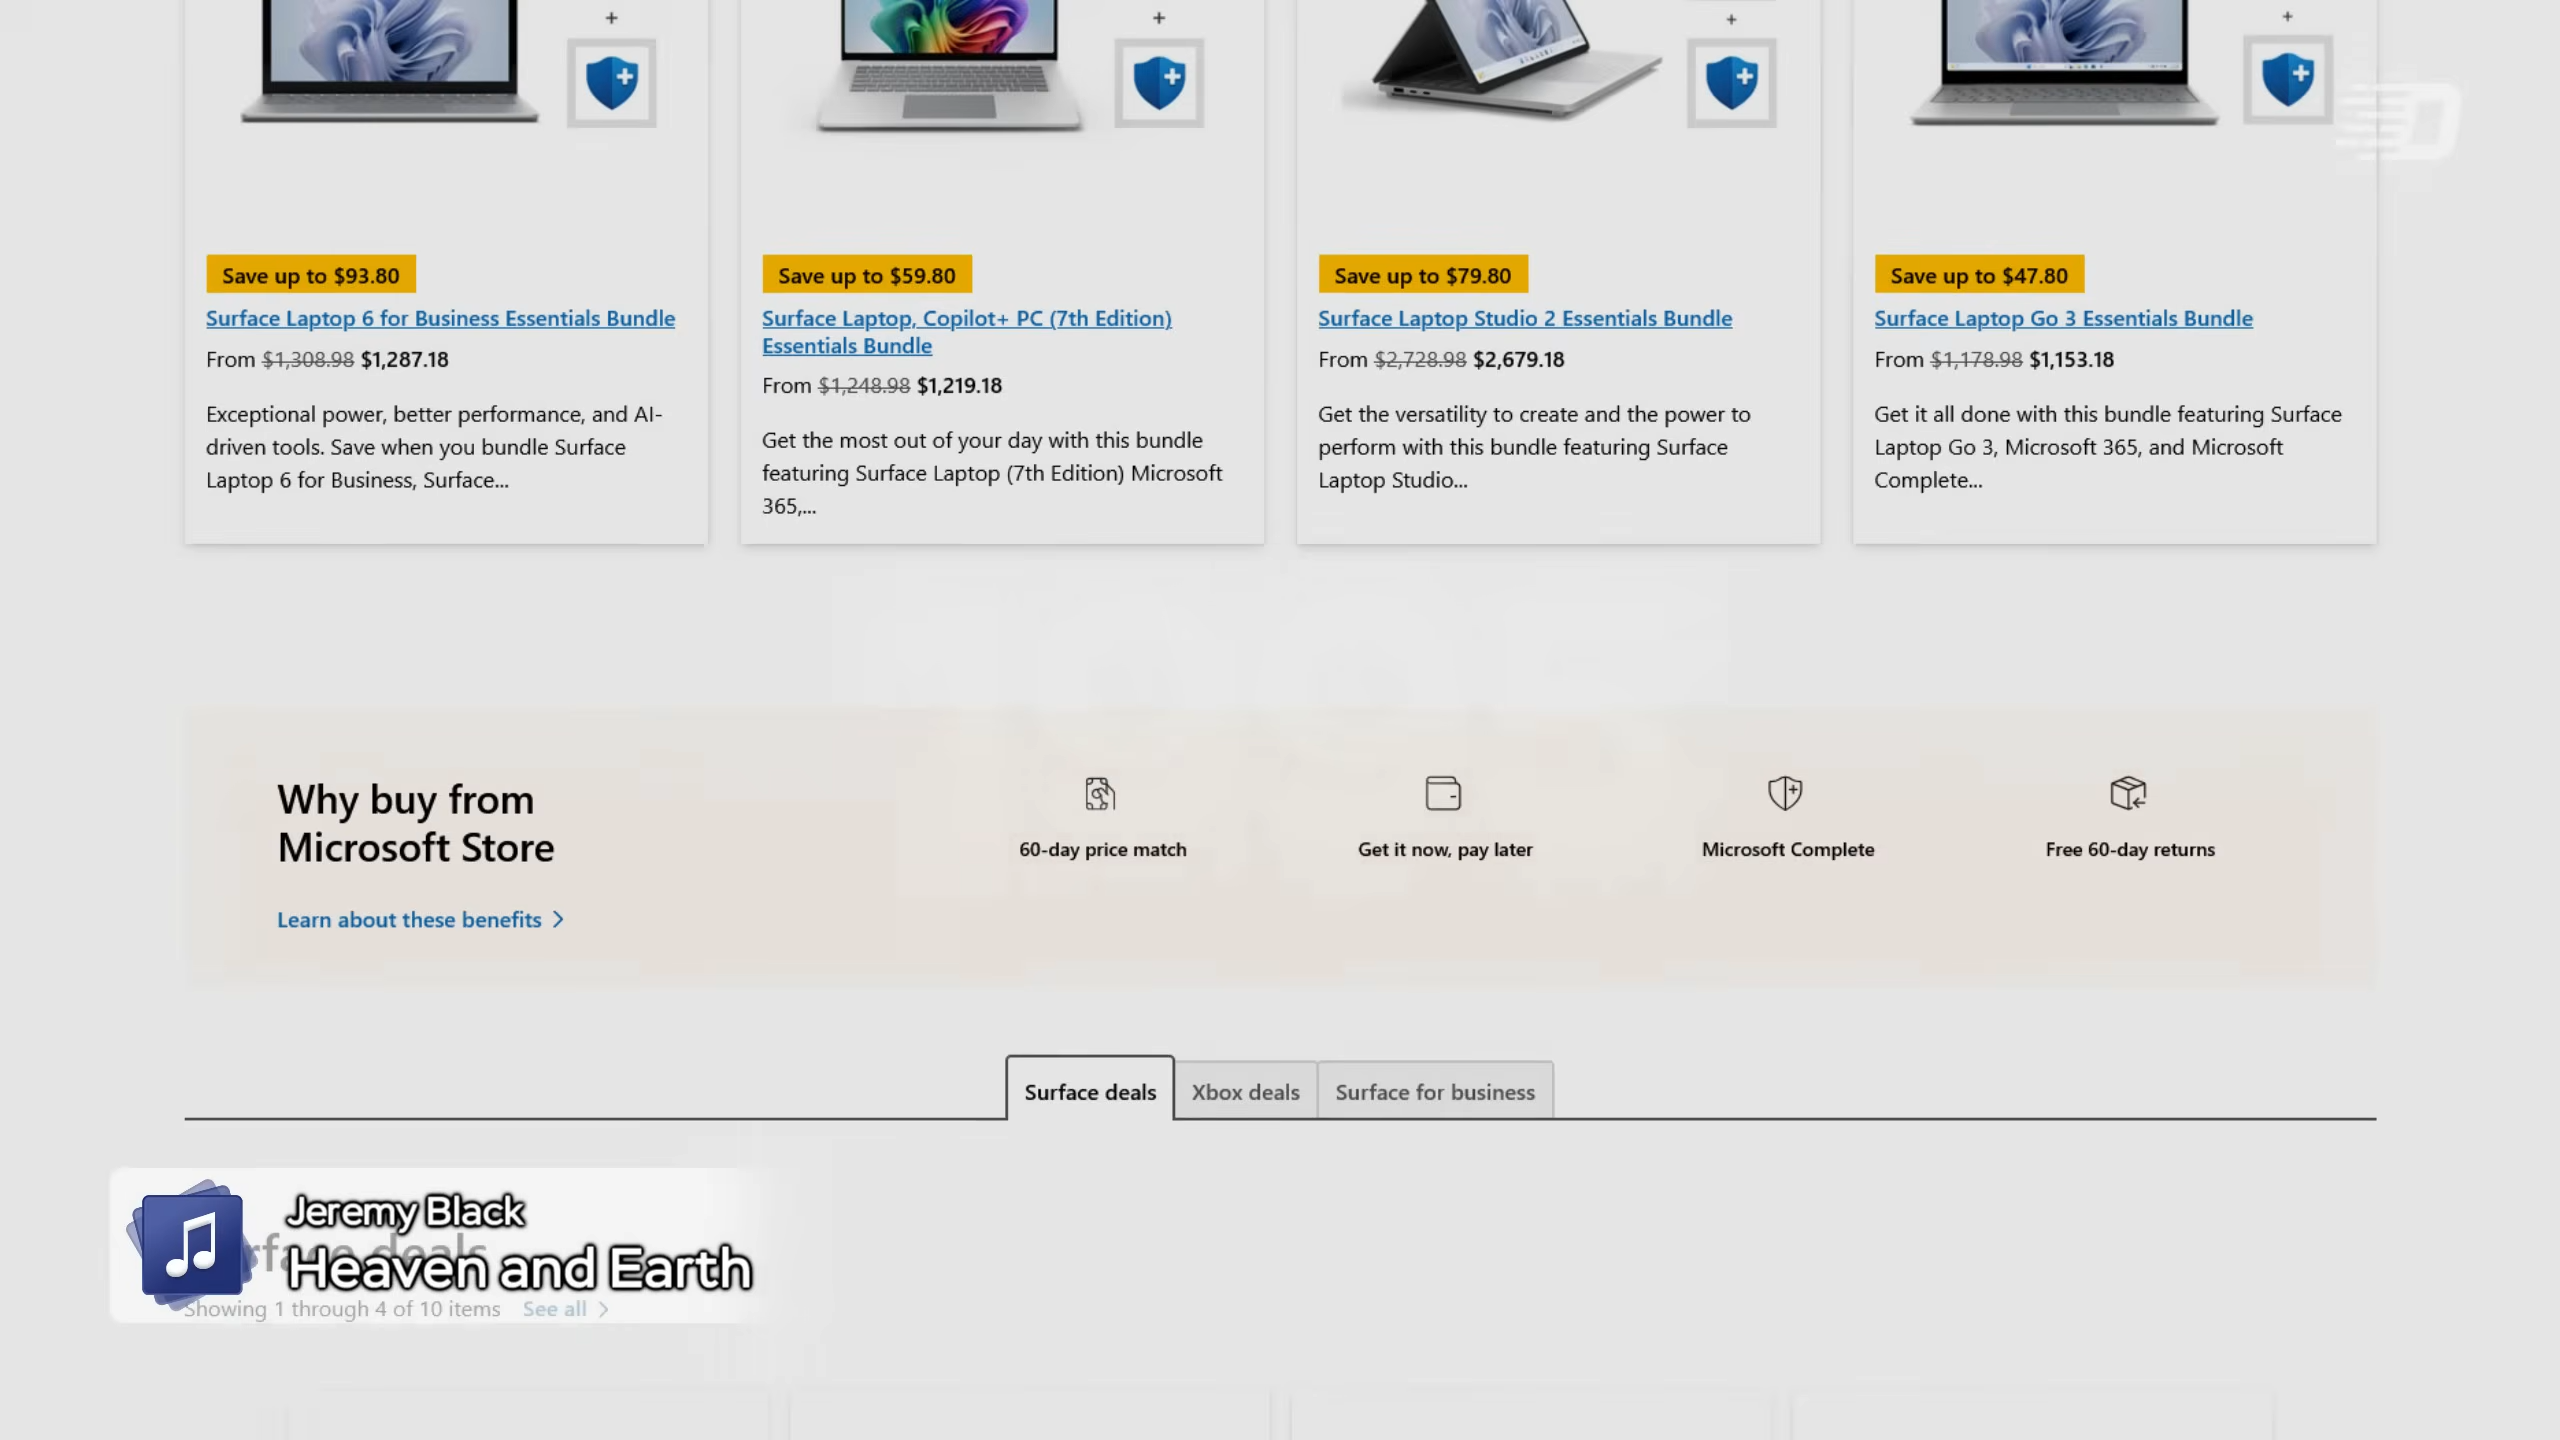 Save up to $93.80
Surface Laptop 6 for Business Essentials Bundle
From $1,308.98 $1,287.18
Exceptional power, better performance, and AI-
driven tools. Save when you bundle Surface
Laptop 6 for Business, Surface...
Save up to $59.80
Surface Laptop, Copilot+ PC (7th Edition)
Essentials Bundle
From $1,248.98 $1,219.18
Get the most out of your day with this bundle
featuring Surface Laptop (7th Edition) Microsoft
365,...
Save up to $79.80
Surface Laptop Studio 2 Essentials Bundle
From $2,728.98 $2,679.18
Get the versatility to create and the power to
perform with this bundle featuring Surface
Laptop Studio...
Save up to $47.80
Surface Laptop Go 3 Essentials Bundle
From $1,178.98 $1,153.18
Get it all done with this bundle featuring Surface
Laptop Go 3, Microsoft 365, and Microsoft
Complete...
Why buy from
Microsoft Store
Learn about these benefits
60-day price match
Get it now, pay later
Microsoft Complete
Free 60-day returns
Surface deals
Xbox deals
Surface for business
Jeremy Black
Heaven and Earth
Showing 1 through 4 of 10 items See all